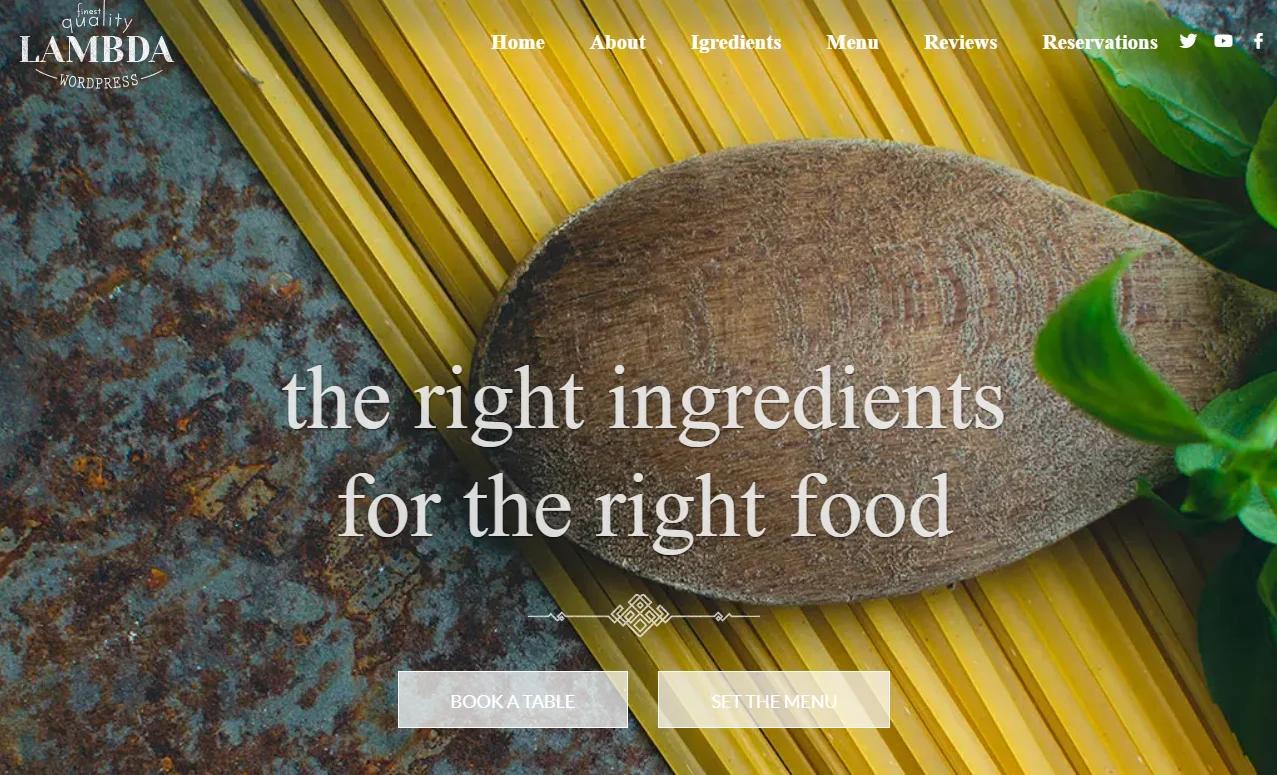 finest
quality
LAMBDA
WORDPRESS
Home About Igredients Menu Reviews Reservations
the right ingredients
for the right food
BOOK A TABLE SET THE MENU